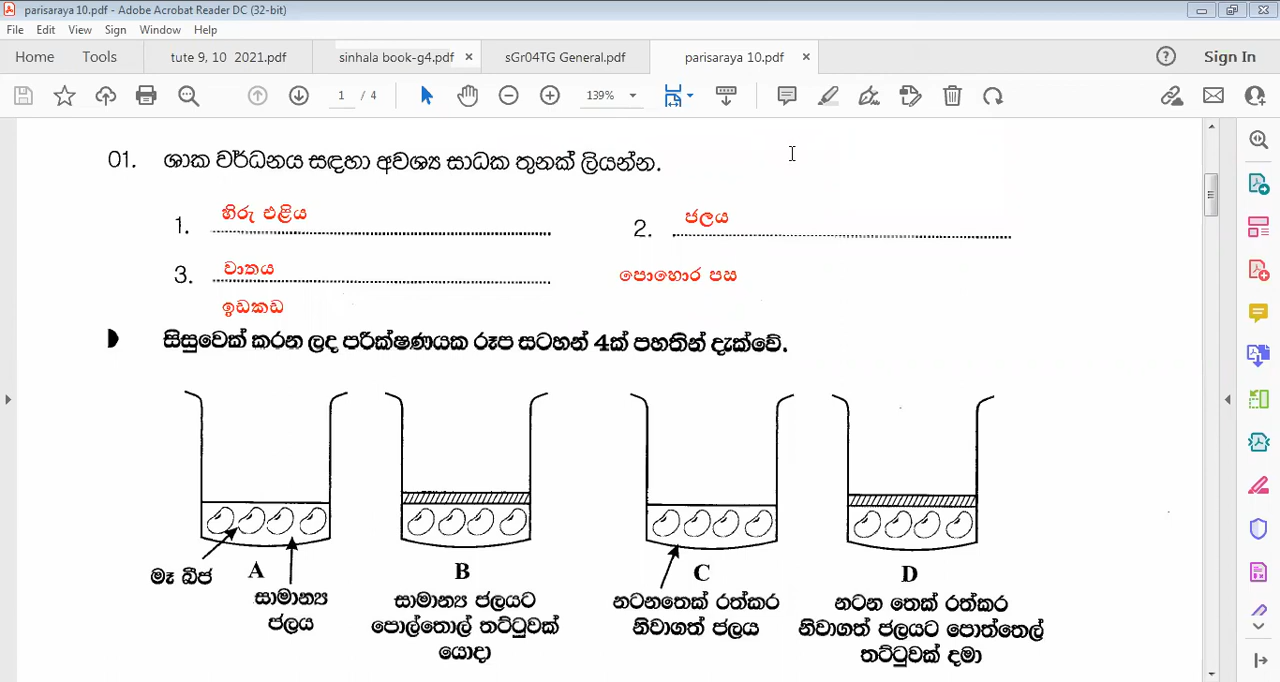 parisaraya 10.pdf - Adobe Acrobat Reader DC (32-bit)
File Edit View Sign Window Help
Home Tools tute 9, 10 2021.pdf sinhala book-g4.pdf × sGr04TG General.pdf parisaraya 10.pdf × Sign In
1 / 4 139%
01. ශාක වර්ධනය සඳහා අවශ්‍ය සාධක තුනක් ලියන්න.
1. හිරු එළිය 2. ජලය
3. වාතය පොහොර පස
ඉඩකඩ
සිසුවෙක් කරන ලද පරීක්ෂණයක රූප සටහන් 4ක් පහතින් දැක්වේ.
A B C D
මෑ බීජ
සාමාන්‍ය ජලය
සාමාන්‍ය ජලයට
පොල්තෙල් තට්ටුවක්
යොදා
නටනතෙක් රත්කර
නිවාගත් ජලය
නටන තෙක් රත්කර
නිවාගත් ජලයට පොත්තෙල්
තට්ටුවක් දමා